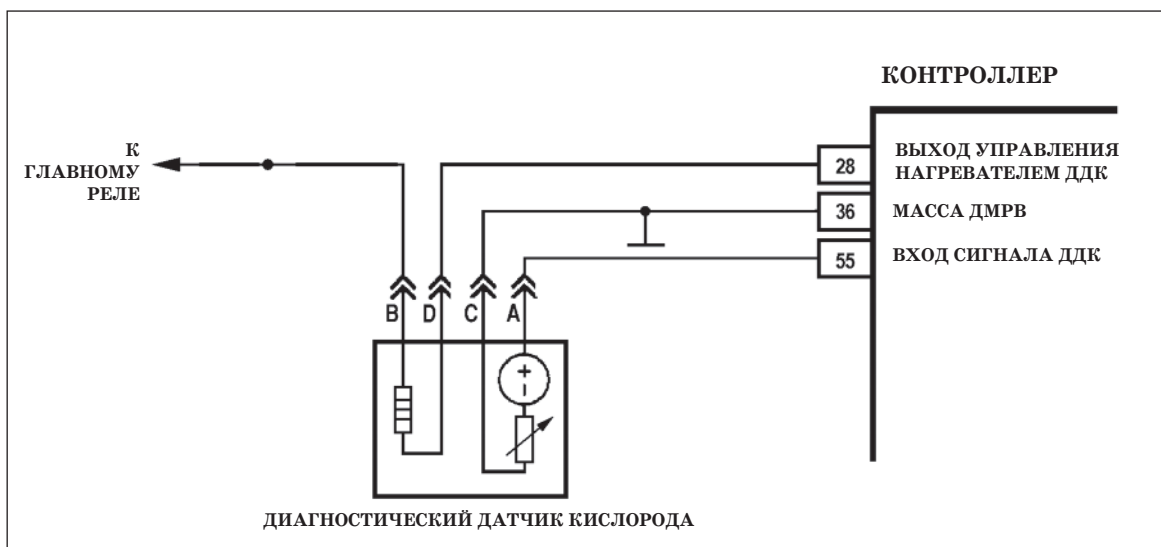 КОНТРОЛЛЕР
К
ГЛАВНОМУ
РЕЛЕ
28
ВЫХОД УПРАВЛЕНИЯ
НАГРЕВАТЕЛЕМ ДДК
36
МАССА ДМРВ
55
ВХОД СИГНАЛА ДДК
B D C A
+
−
ДИАГНОСТИЧЕСКИЙ ДАТЧИК КИСЛОРОДА